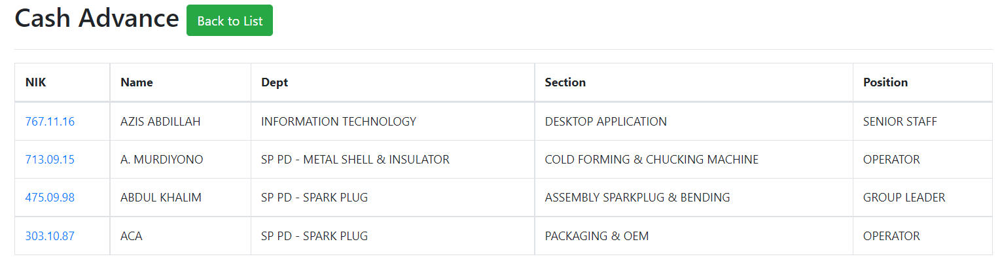 Cash Advance Back to List
NIK Name Dept Section Position
767.11.16 AZIS ABDILLAH INFORMATION TECHNOLOGY DESKTOP APPLICATION SENIOR STAFF
713.09.15 A. MURDIYONO SP PD - METAL SHELL & INSULATOR COLD FORMING & CHUCKING MACHINE OPERATOR
475.09.98 ABDUL KHALIM SP PD - SPARK PLUG ASSEMBLY SPARKPLUG & BENDING GROUP LEADER
303.10.87 ACA SP PD - SPARK PLUG PACKAGING & OEM OPERATOR